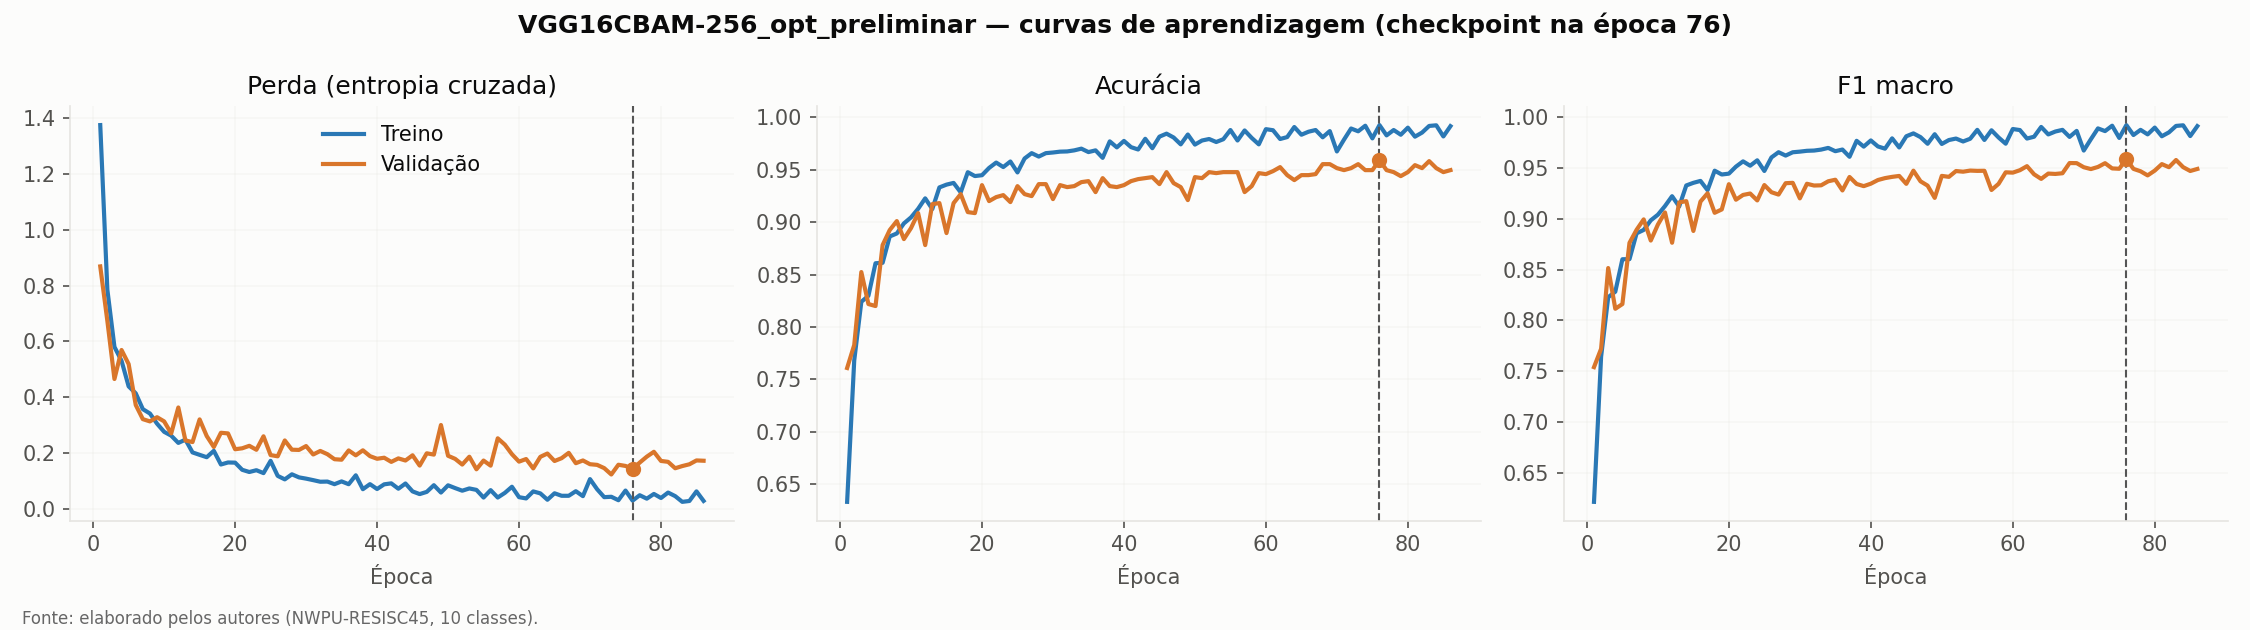 VGG16CBAM-256_opt_preliminar — curvas de aprendizagem (checkpoint na época 76)
Perda (entropia cruzada)
1.4
1.2
1.0
0.8
0.6
0.4
0.2
0.0
Treino
Validação
0 20 40 60 80
Época
Acurácia
1.00
0.95
0.90
0.85
0.80
0.75
0.70
0.65
0 20 40 60 80
Época
F1 macro
1.00
0.95
0.90
0.85
0.80
0.75
0.70
0.65
0 20 40 60 80
Época
Fonte: elaborado pelos autores (NWPU-RESISC45, 10 classes).